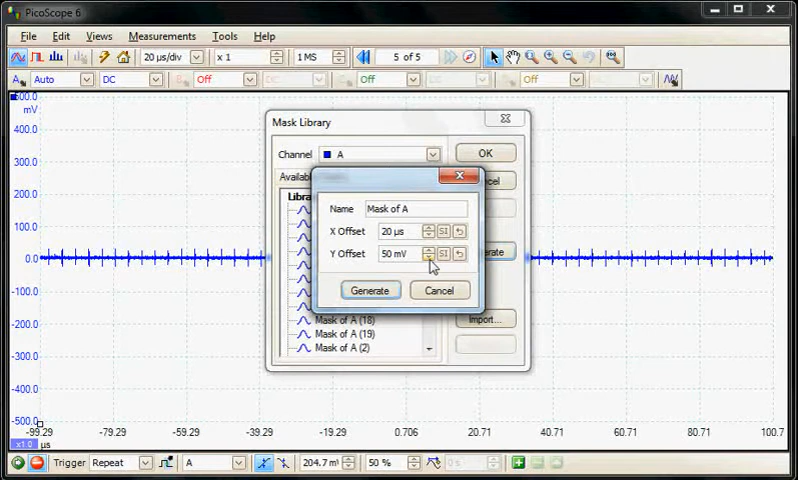 PicoScope 6
File Edit Views Measurements Tools Help
20 µs/div x 1 1 MS 5 of 5
A Auto DC Off Off Off
500.0
mV
400.0
300.0
200.0
100.0
0.0
-100.0
-200.0
-300.0
-400.0
-500.0
Mask Library
Channel A OK
Name Mask of A
X Offset 20 µs SI
Y Offset 50 mV SI
Generate Cancel
Mask of A (18)
Import...
Mask of A (19)
Mask of A (2)
-99.29 -79.29 -59.29 -39.29 -19.29 0.706 20.71 40.71 60.71 80.71 100.7
x1.0 µs
Trigger Repeat A 204.7 mV 50 % 0 s